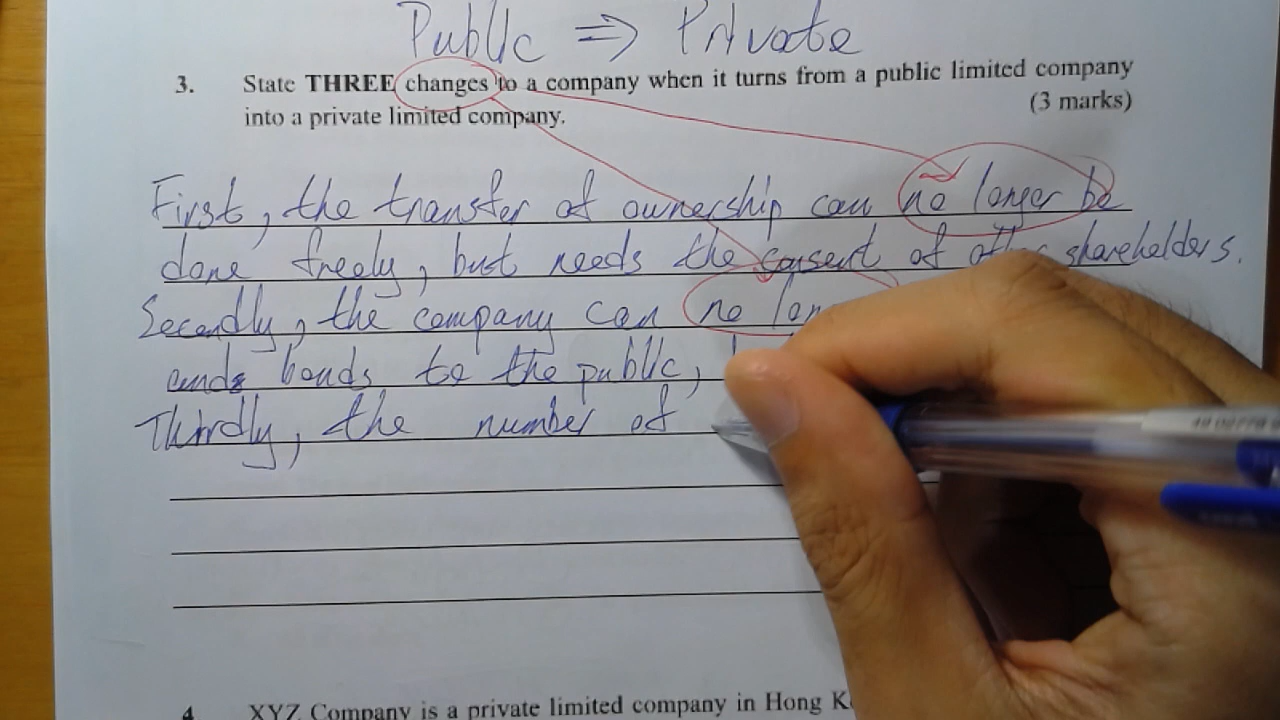 Public ⇒ Private
3. State THREE changes to a company when it turns from a public limited company
into a private limited company. (3 marks)
First, the transfer of ownership can no longer be
done freely, but needs the consent of other shareholders.
Secondly, the company can no
and bonds to the public,
Thirdly, the number of
4 XYZ Company is a private limited company in Hong